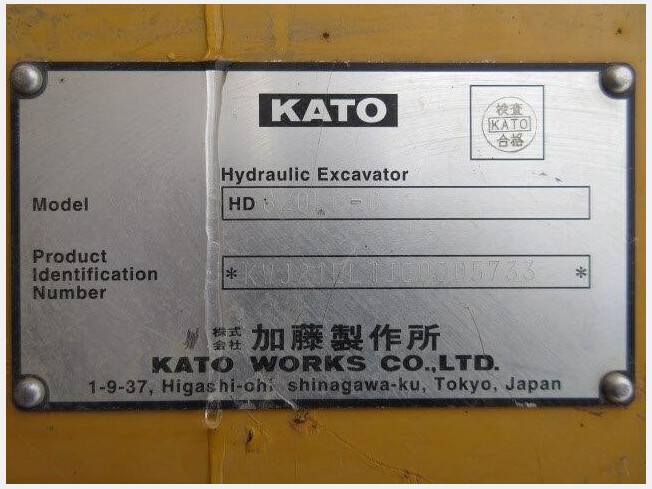 KATO
検査
KATO
合格
Hydraulic Excavator
Model HD
Product
Identification
Number
株式
会社 加藤製作所
KATO WORKS CO.,LTD.
1-9-37, Higashi-ohi shinagawa-ku, Tokyo, Japan